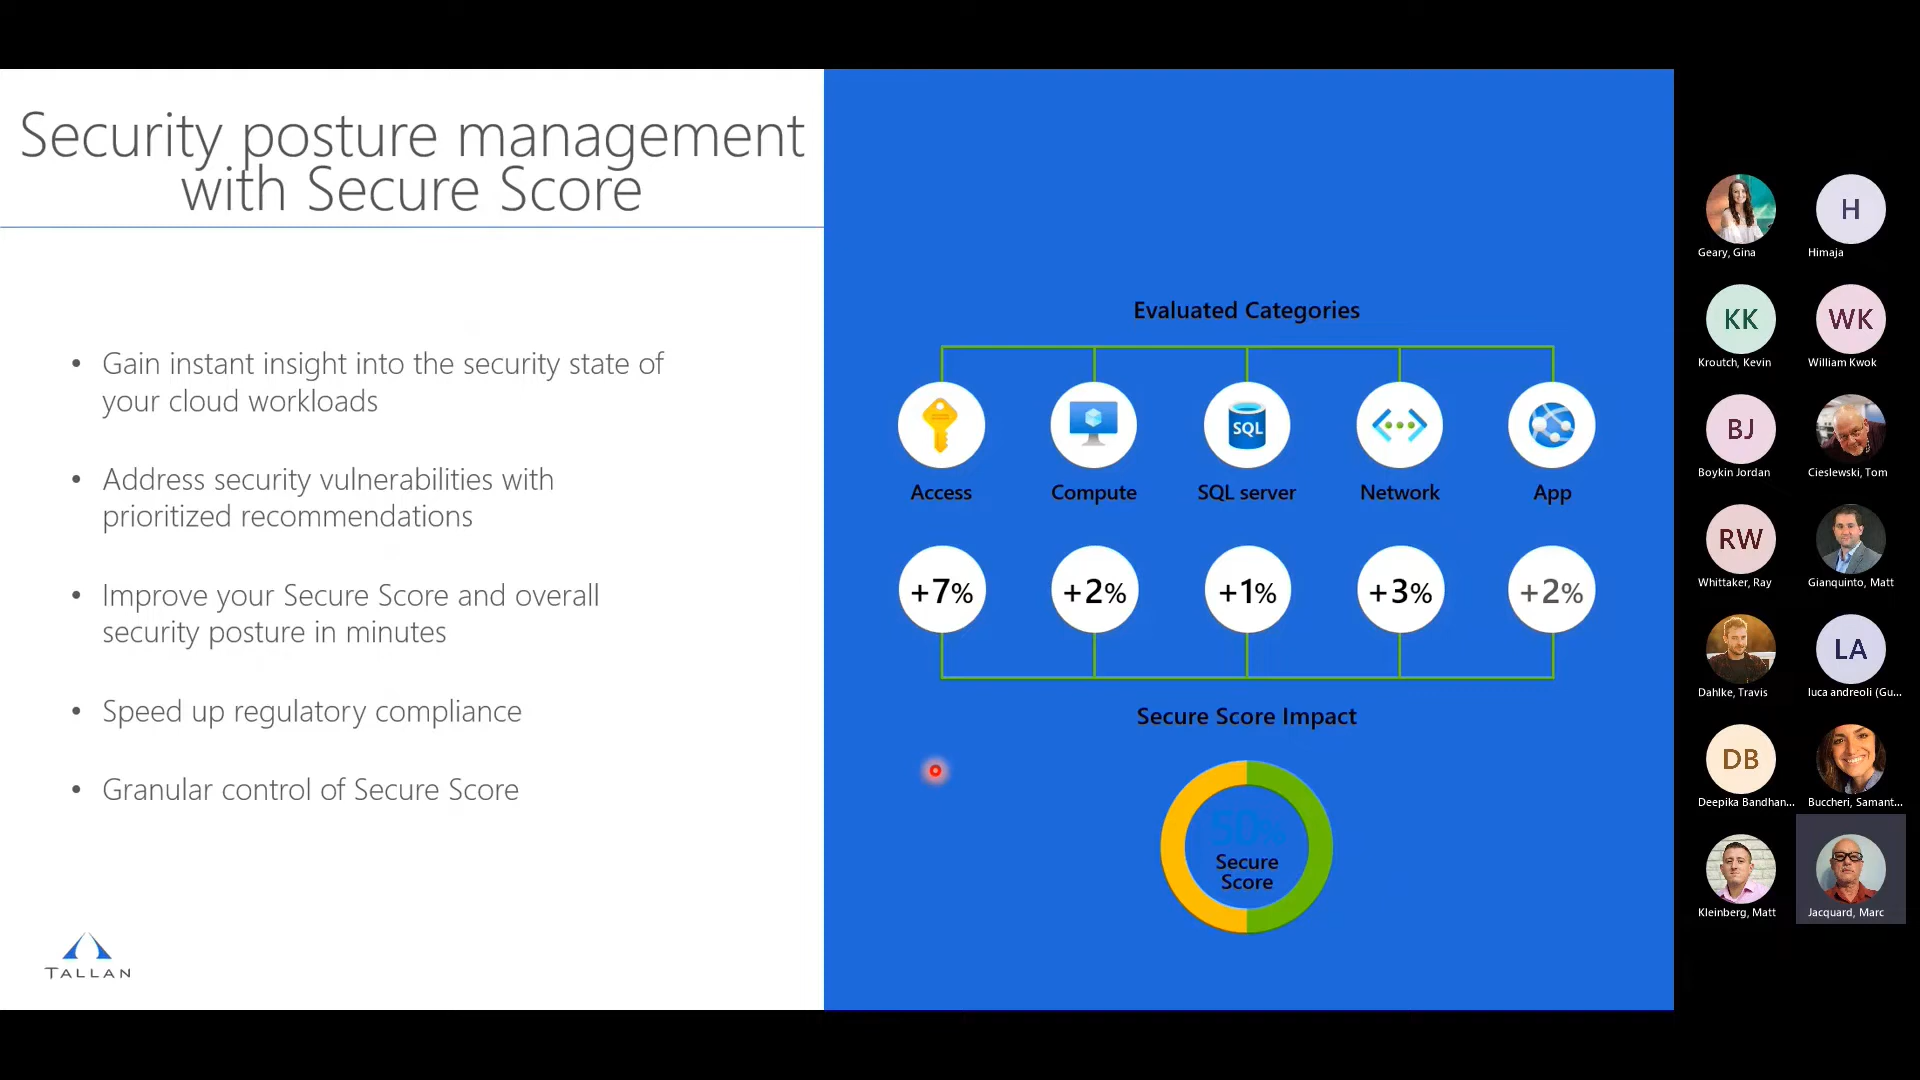 Security posture management
with Secure Score
• Gain instant insight into the security state of
your cloud workloads
• Address security vulnerabilities with
prioritized recommendations
• Improve your Secure Score and overall
security posture in minutes
• Speed up regulatory compliance
• Granular control of Secure Score
TALLAN
Evaluated Categories
SQL
Access Compute SQL server Network App
+7% +2% +1% +3% +2%
Secure Score Impact
50%
Secure
Score
H
Geary, Gina Himaja
KK WK
Kroutch, Kevin William Kwok
BJ
Boykin Jordan Cieslewski, Tom
RW
Whittaker, Ray Gianquinto, Matt
LA
Dahlke, Travis luca andreoli (Gu...
DB
Deepika Bandhan... Buccheri, Samant...
Kleinberg, Matt Jacquard, Marc